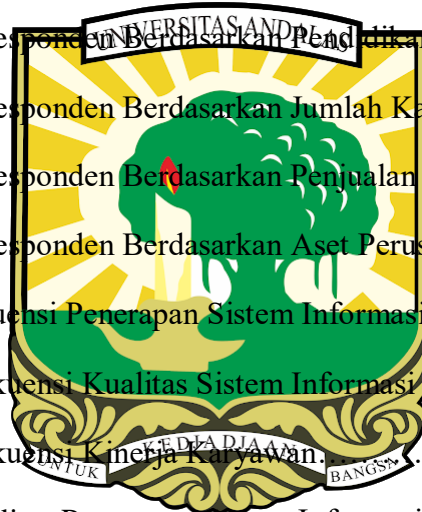 esponden Berdasarkan Pendidikan
UNIVERSITAS ANDALAS
esponden Berdasarkan Jumlah Ka
esponden Berdasarkan Penjualan
esponden Berdasarkan Aset Perus
uensi Penerapan Sistem Informasi
kuensi Kualitas Sistem Informasi
kuensi Kinerja Karyawan..........
UNTUK KEDJADJAAN BANGSA